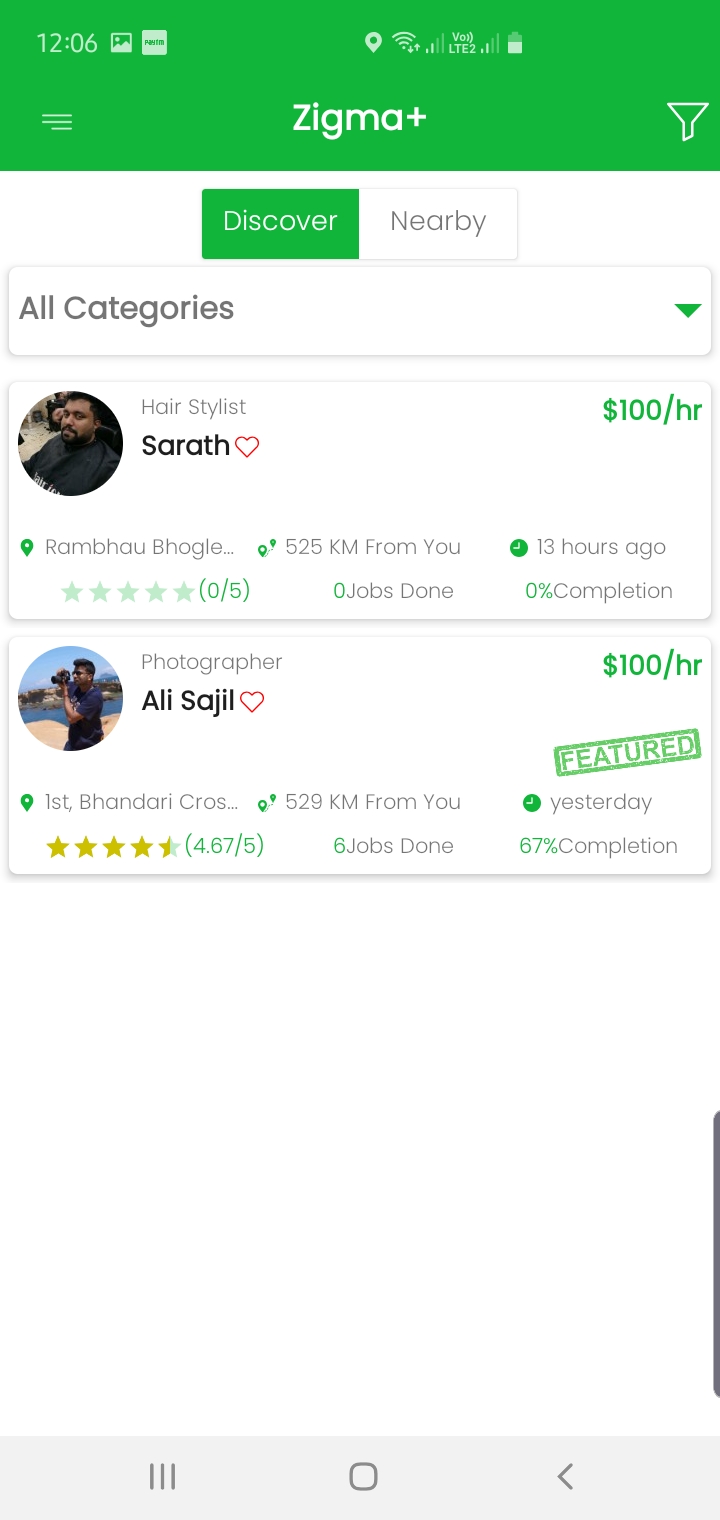 12:06 Paytm Vo)) LTE2
Zigma+
Discover Nearby
All Categories
Hair Stylist $100/hr
Sarath
Rambhau Bhogle... 525 KM From You 13 hours ago
(0/5) 0Jobs Done 0%Completion
Photographer $100/hr
Ali Sajil
FEATURED
1st, Bhandari Cros... 529 KM From You yesterday
(4.67/5) 6Jobs Done 67%Completion